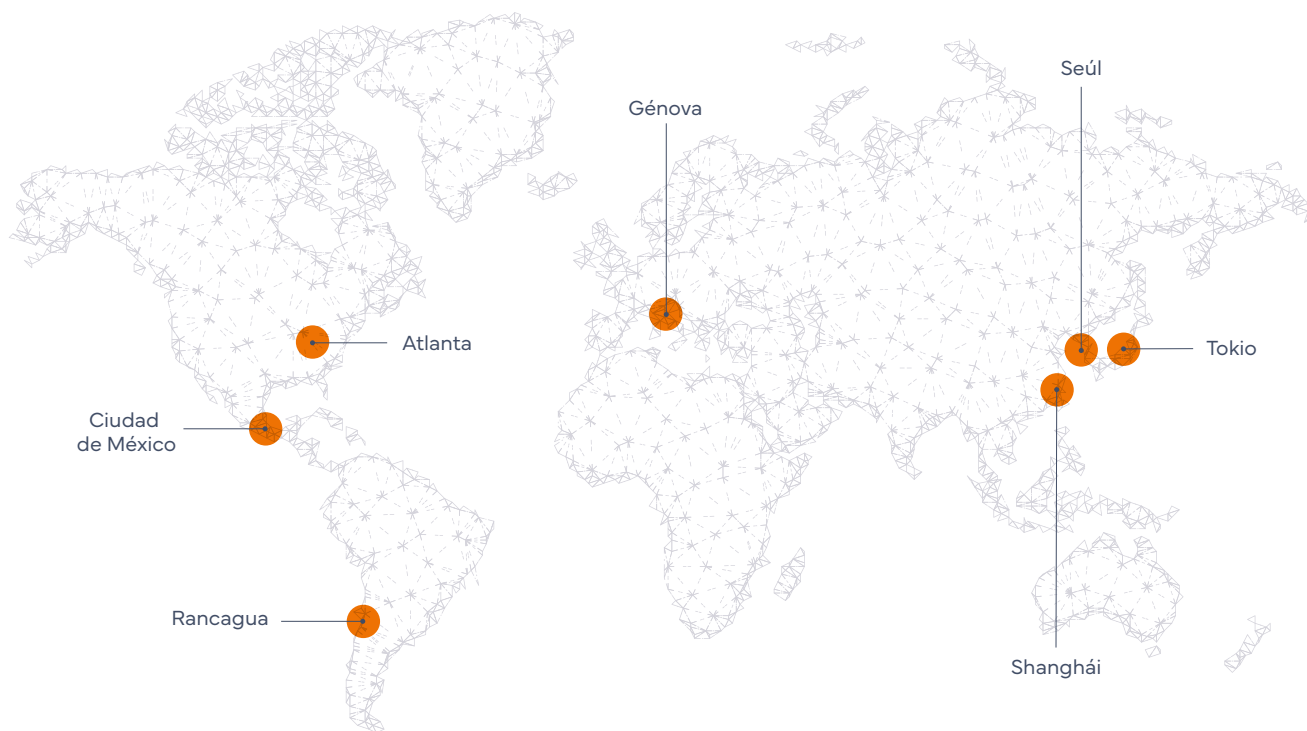 Seúl
Génova
Atlanta
Tokio
Ciudad
de México
Rancagua
Shanghái